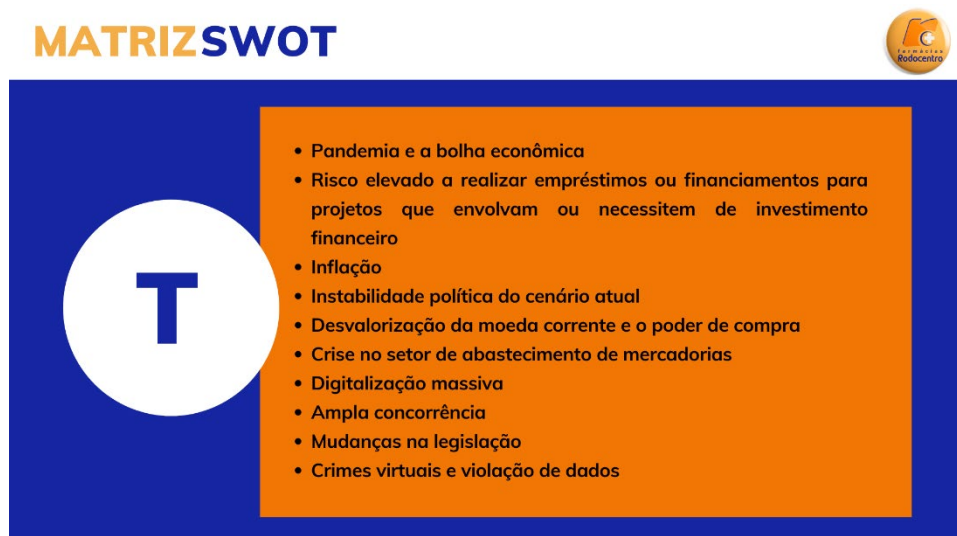 MATRIZSWOT
farmácias
Rodocentro
T
• Pandemia e a bolha econômica
• Risco elevado a realizar empréstimos ou financiamentos para
projetos que envolvam ou necessitem de investimento
financeiro
• Inflação
• Instabilidade política do cenário atual
• Desvalorização da moeda corrente e o poder de compra
• Crise no setor de abastecimento de mercadorias
• Digitalização massiva
• Ampla concorrência
• Mudanças na legislação
• Crimes virtuais e violação de dados